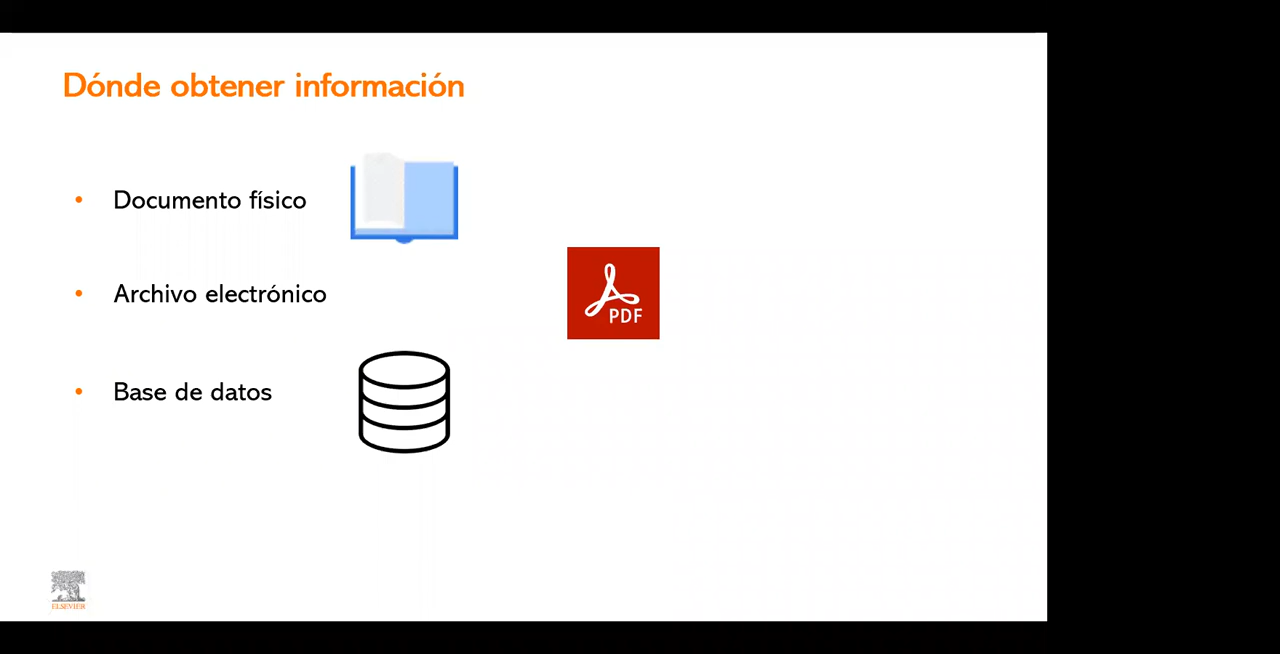 Dónde obtener información
• Documento físico
• Archivo electrónico
PDF
• Base de datos
ELSEVIER